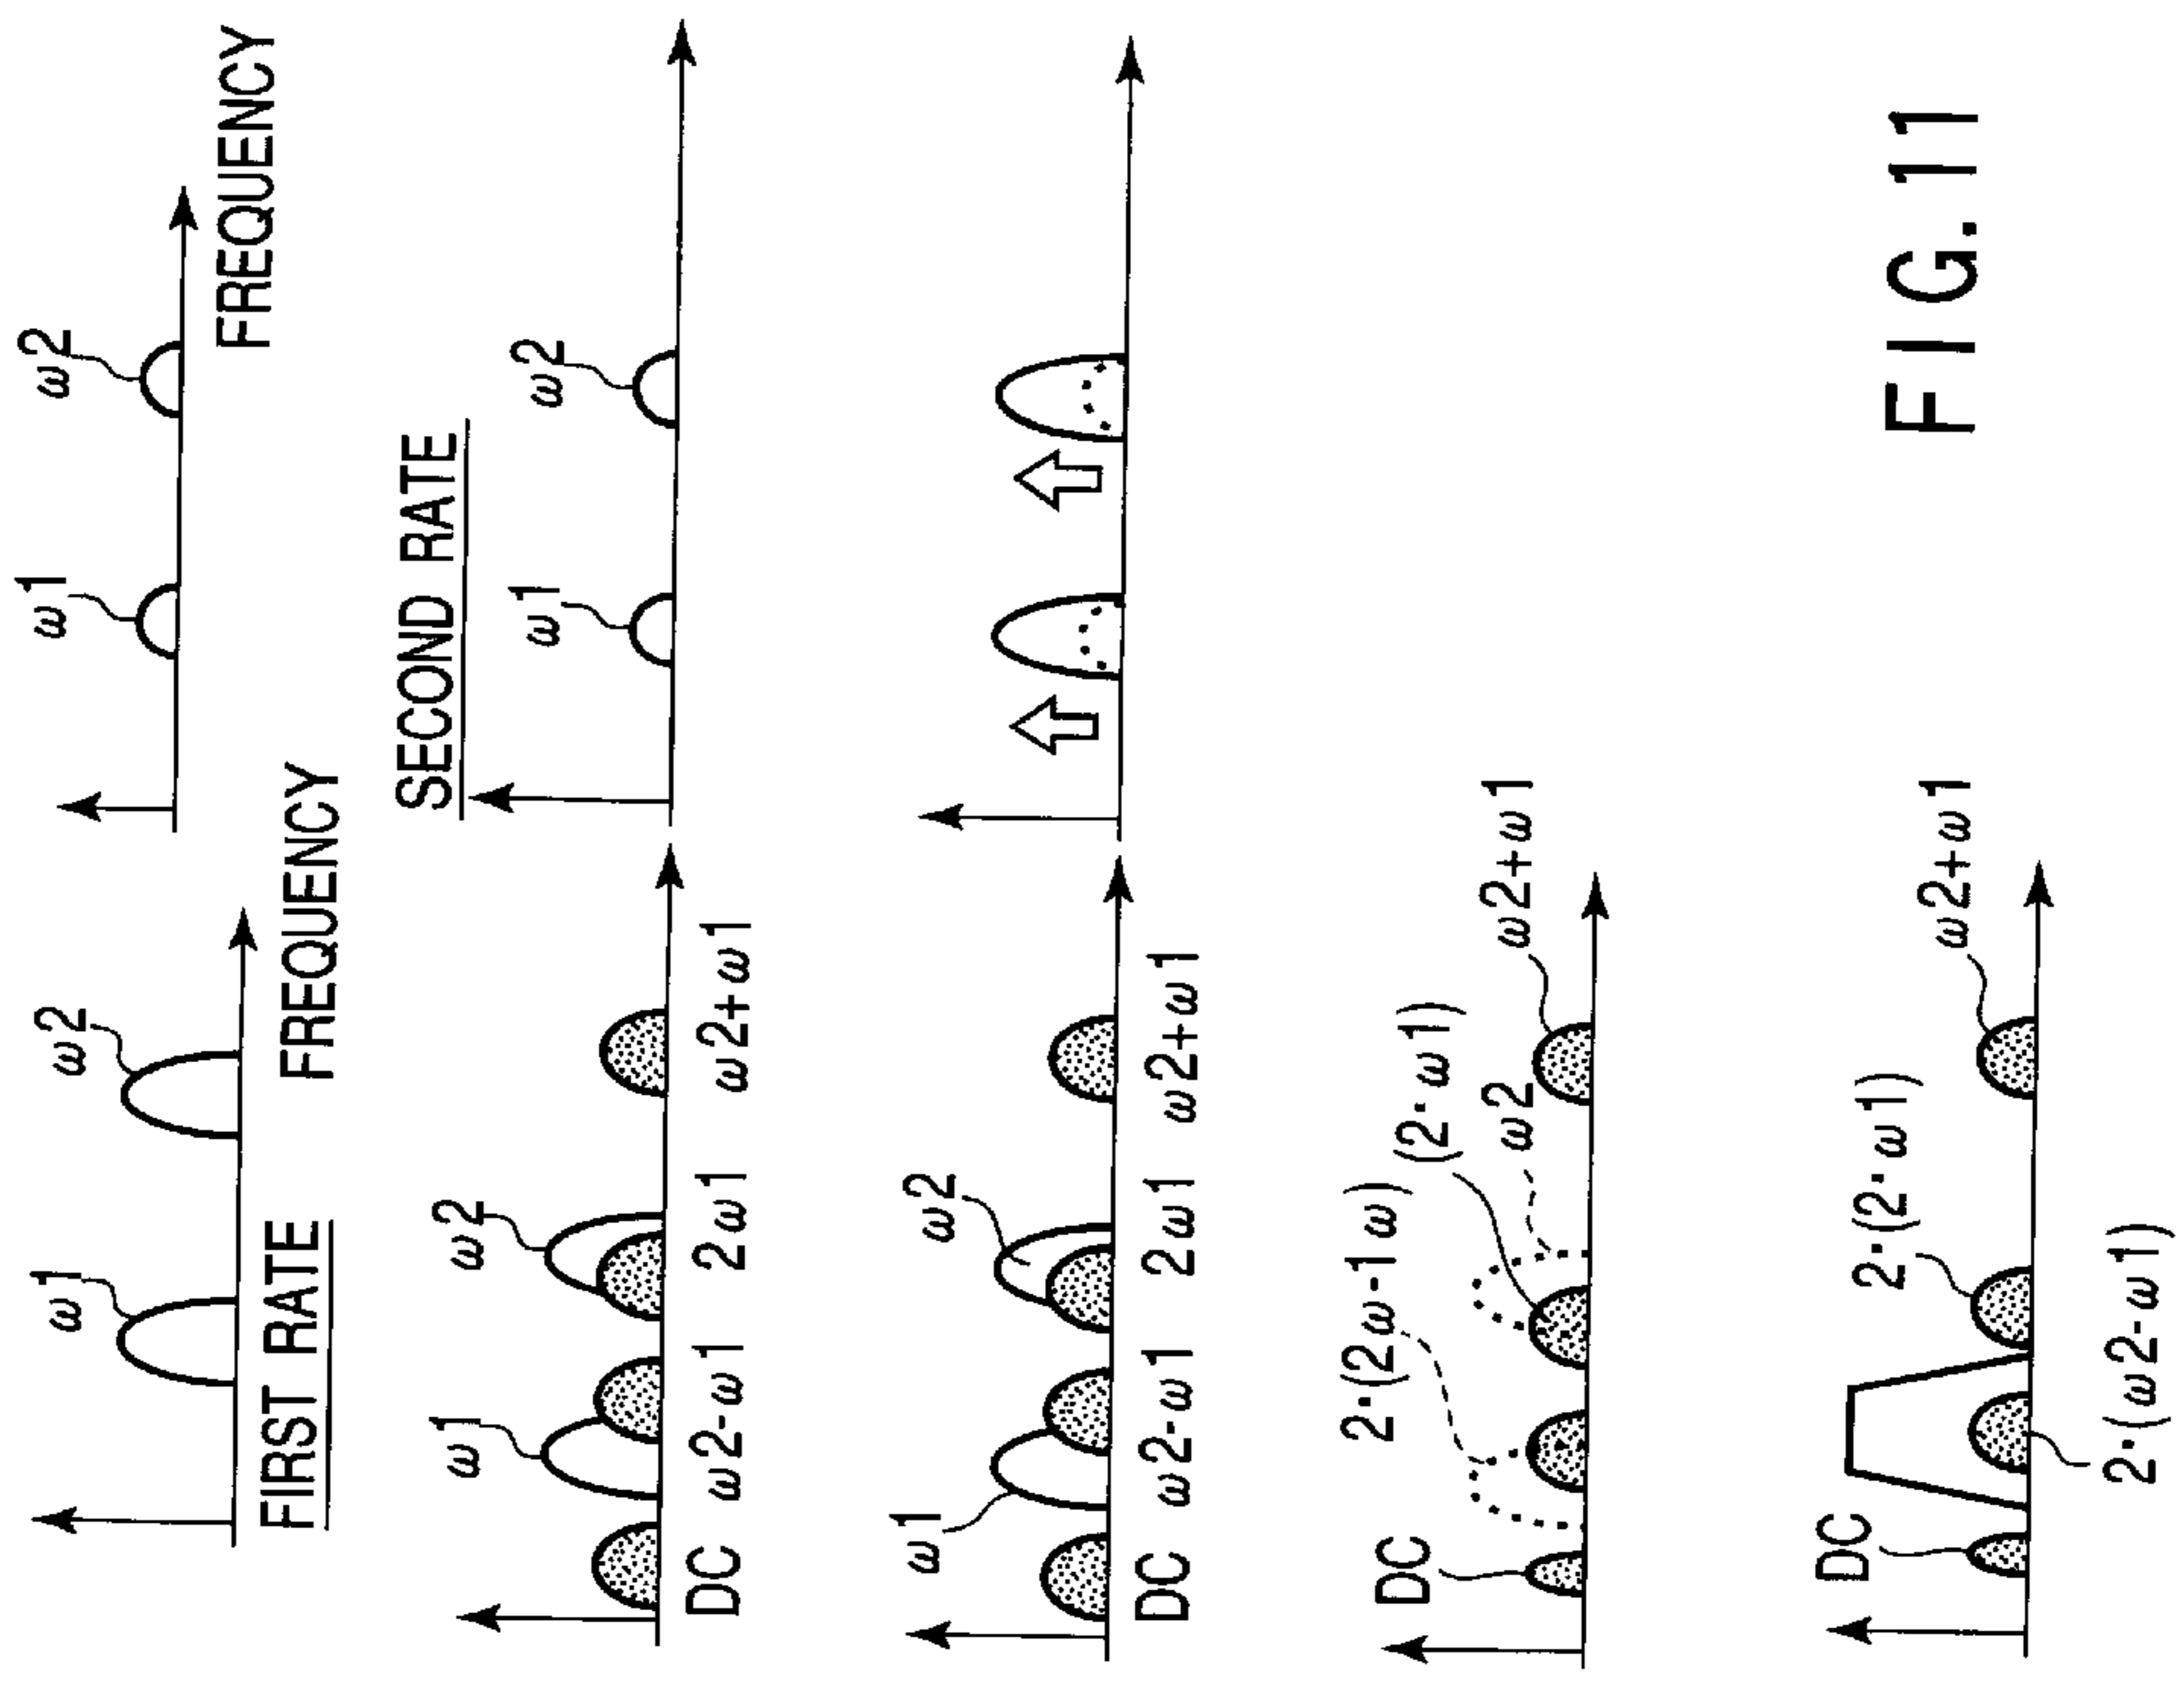 ω1
ω2
FREQUENCY
FIRST RATE
ω1
ω2
FREQUENCY
SECOND RATE
ω1
ω2
DC
ω2-ω1
2ω1
ω2+ω1
ω1
ω2
ω1
ω2
DC
ω2-ω1
2ω1
ω2+ω1
DC
2·(2ω-1ω)
(2·ω1)
ω2
ω2+ω1
DC
2·(2·ω1)
ω2+ω1
2·(ω2-ω1)
FIG. 11